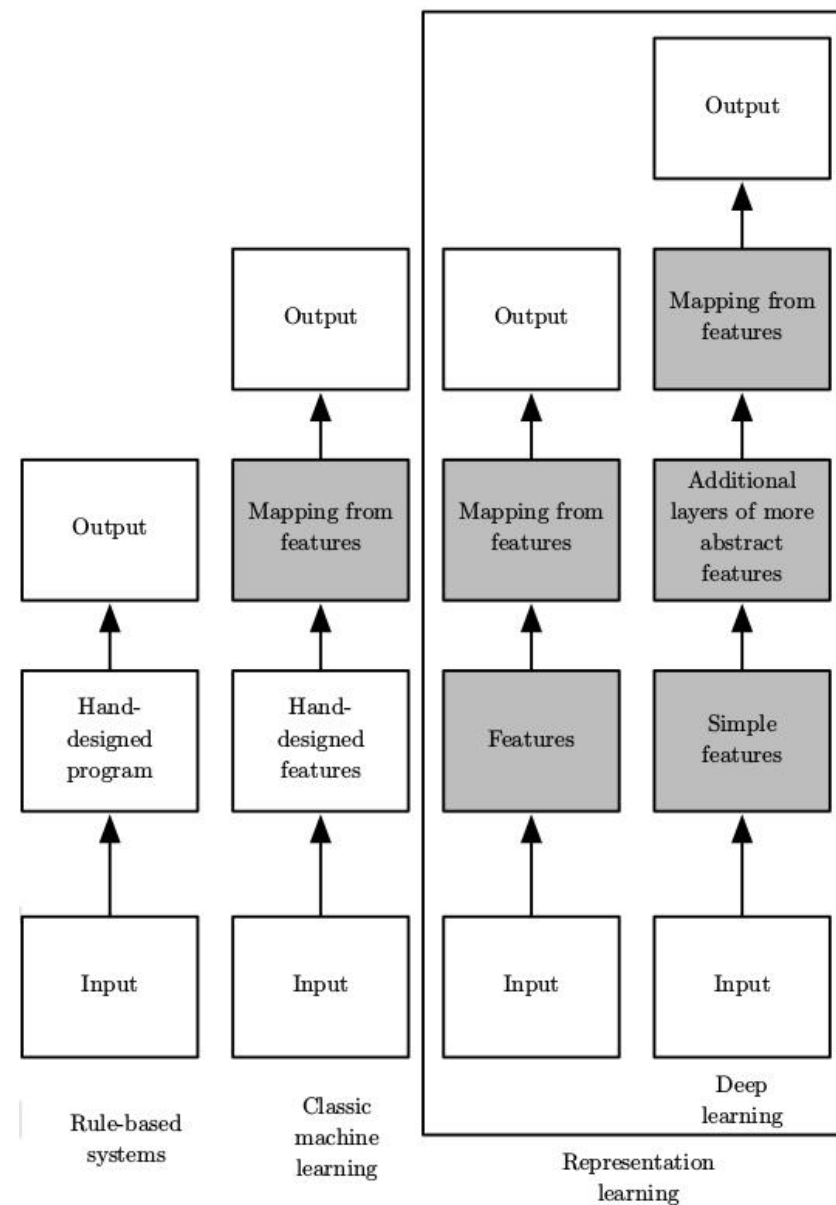 Output
Output
Output
Mapping from
features
Output
Mapping from
features
Mapping from
features
Additional
layers of more
abstract
features
Hand-
designed
program
Hand-
designed
features
Features
Simple
features
Input
Input
Input
Input
Rule-based
systems
Classic
machine
learning
Representation
learning
Deep
learning